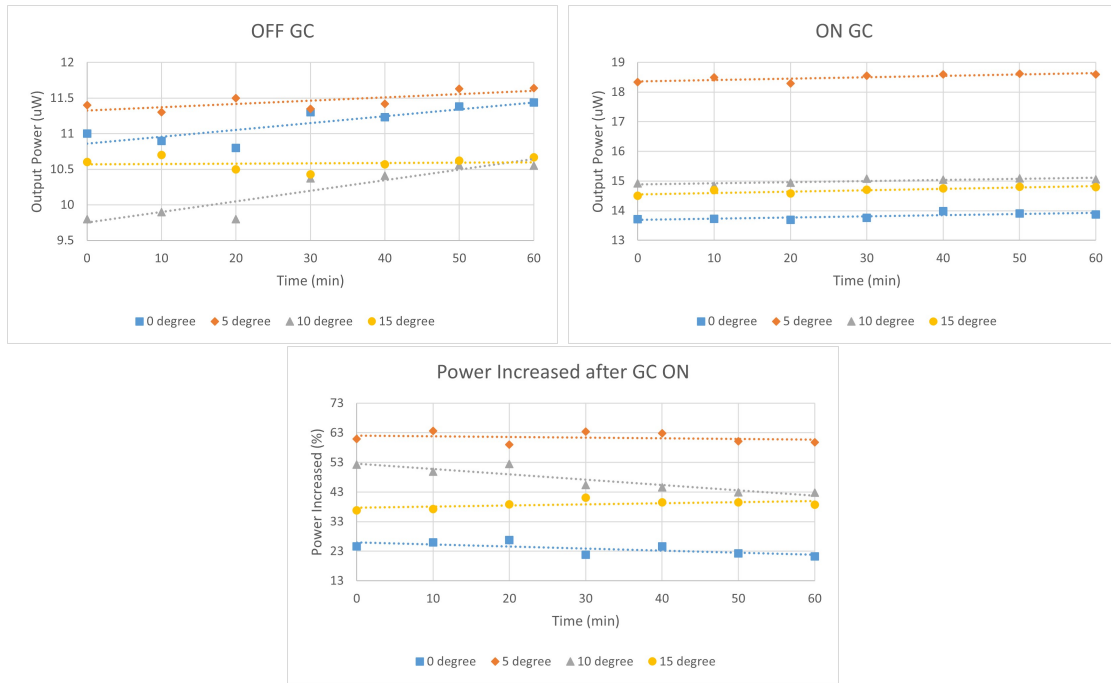 OFF GC
12
11.5
11
10.5
10
9.5
Output Power (uW)
0 10 20 30 40 50 60
Time (min)
0 degree 5 degree 10 degree 15 degree
ON GC
19
18
17
16
15
14
13
Output Power (uW)
0 10 20 30 40 50 60
Time (min)
0 degree 5 degree 10 degree 15 degree
Power Increased after GC ON
73
63
53
43
33
23
13
Power Increased (%)
0 10 20 30 40 50 60
Time (min)
0 degree 5 degree 10 degree 15 degree